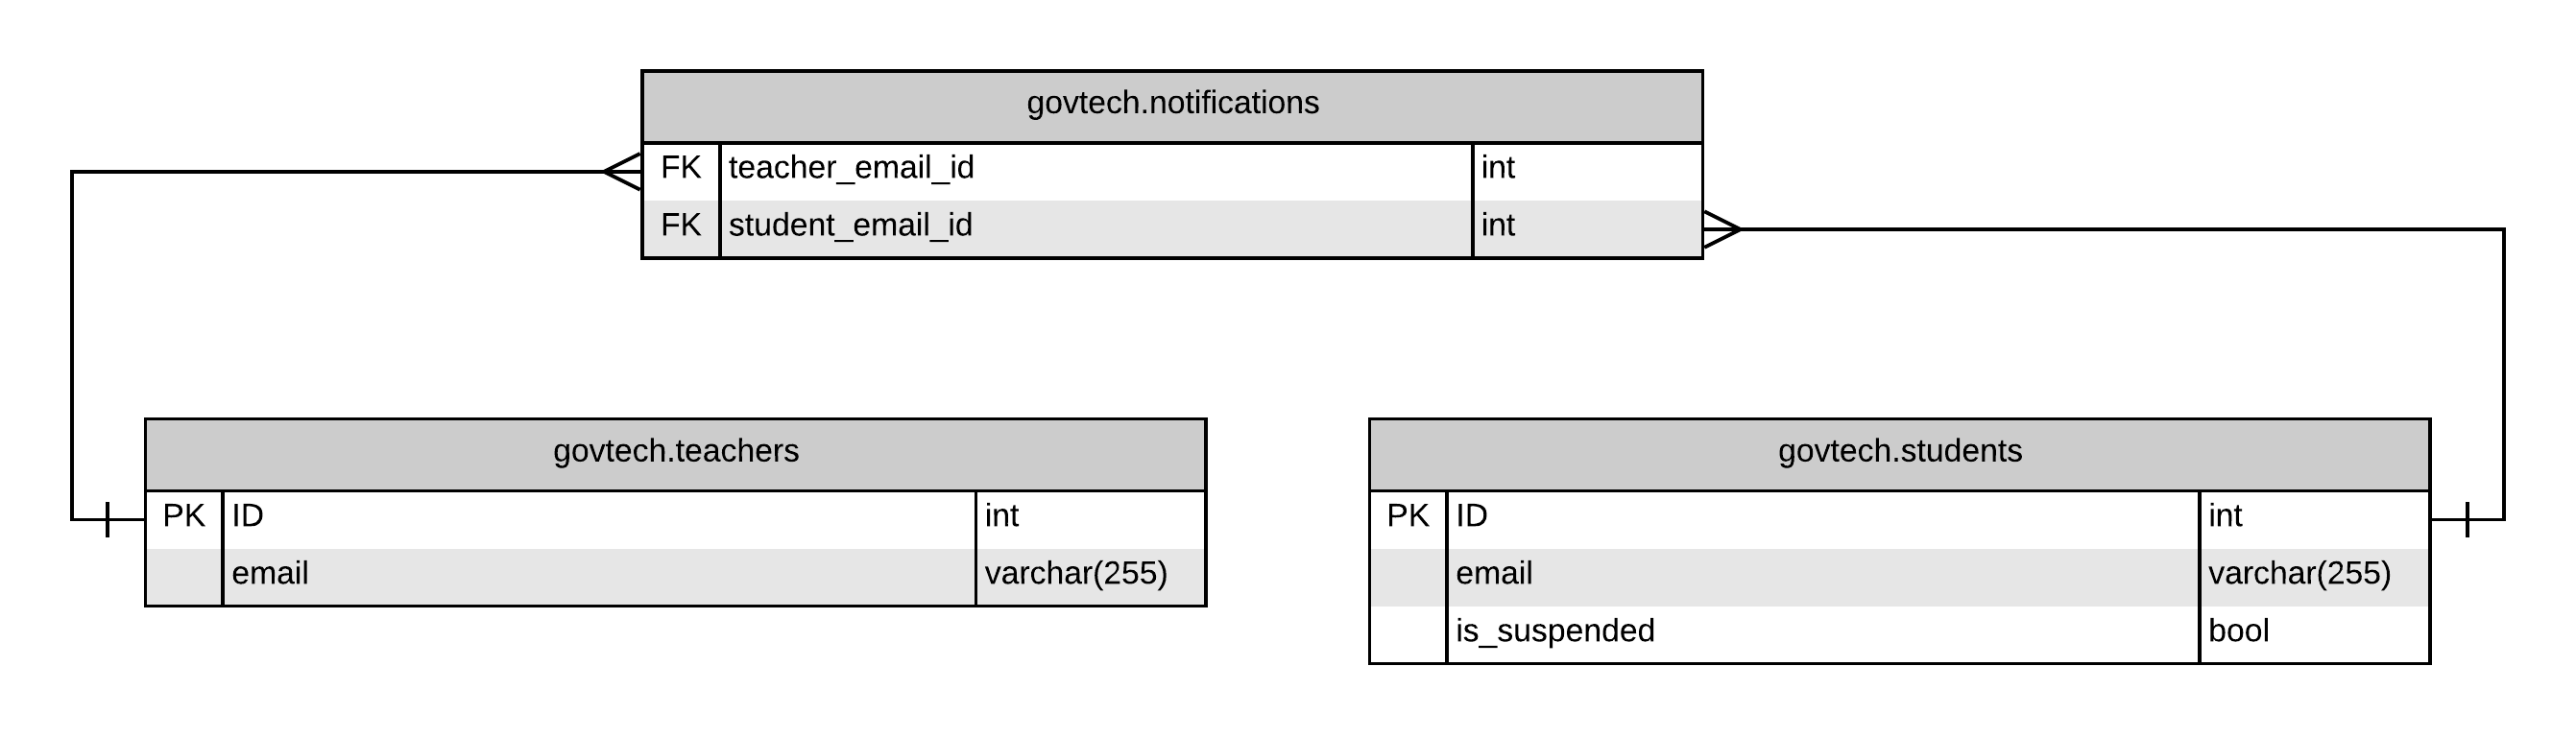 govtech.notifications
FK teacher_email_id int
FK student_email_id int
govtech.teachers
PK ID int
email varchar(255)
govtech.students
PK ID int
email varchar(255)
is_suspended bool